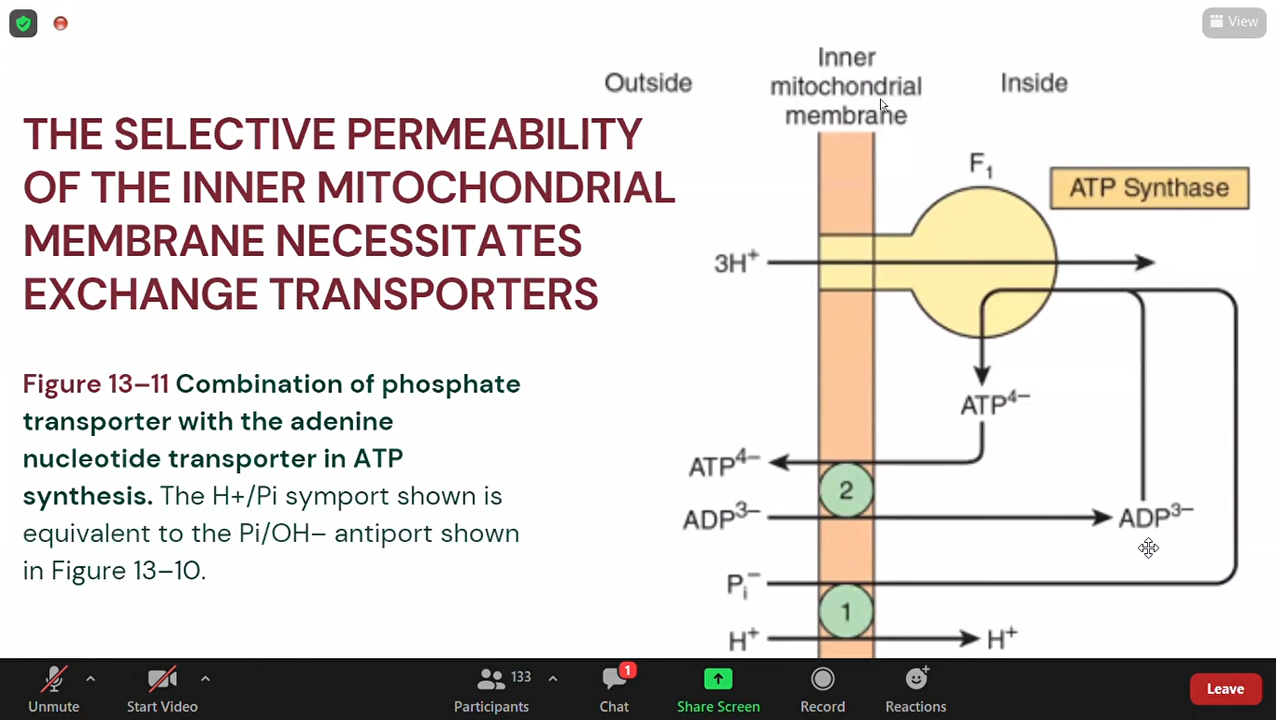 View
THE SELECTIVE PERMEABILITY
OF THE INNER MITOCHONDRIAL
MEMBRANE NECESSITATES
EXCHANGE TRANSPORTERS
Figure 13–11 Combination of phosphate
transporter with the adenine
nucleotide transporter in ATP
synthesis. The H+/Pi symport shown is
equivalent to the Pi/OH– antiport shown
in Figure 13–10.
Outside
Inner
mitochondrial
membrane
Inside
F₁
ATP Synthase
3H⁺
ATP⁴⁻
ATP⁴⁻
2
ADP³⁻
ADP³⁻
Pᵢ⁻
1
H⁺
H⁺
Unmute
Start Video
133
Participants
1
Chat
Share Screen
Record
Reactions
Leave